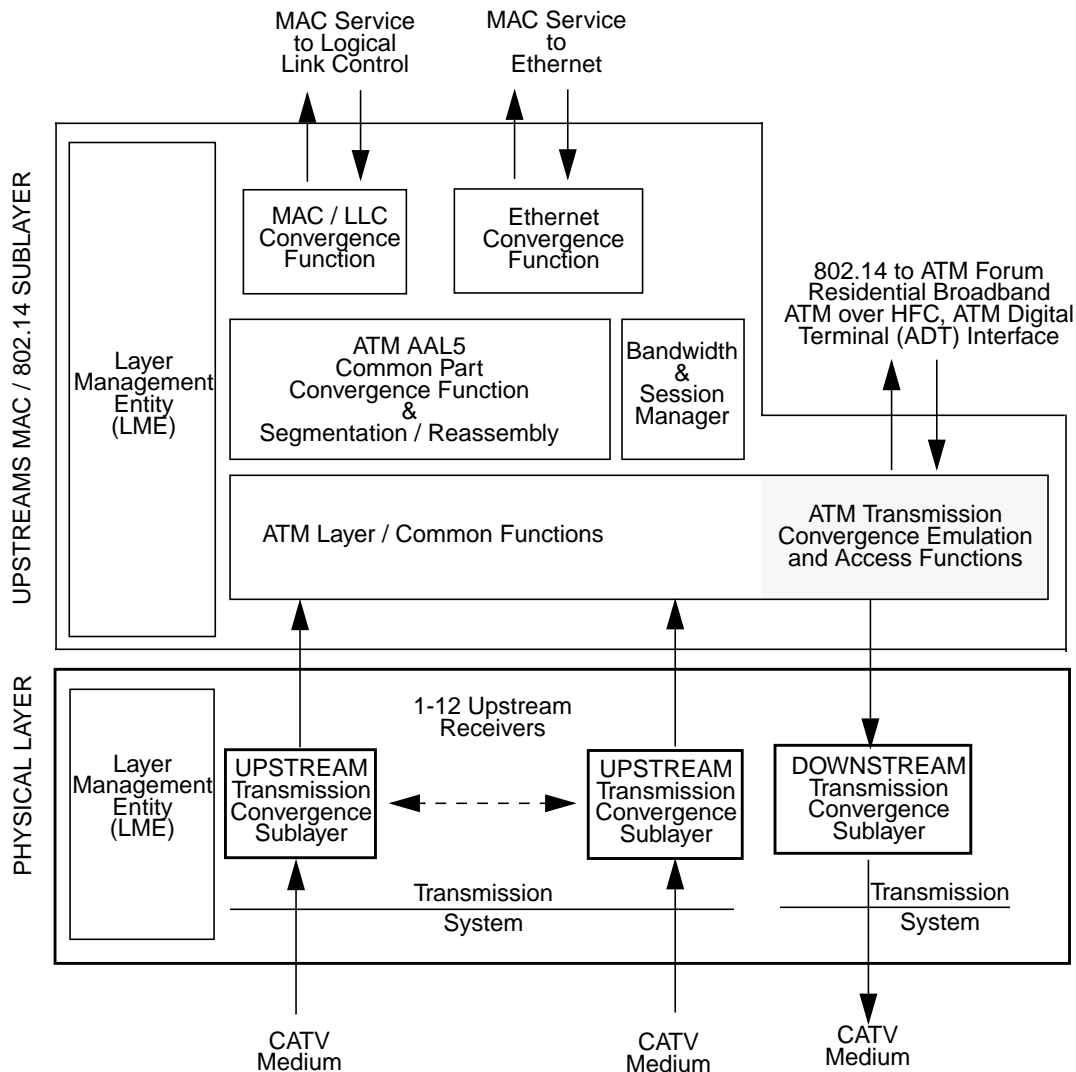 MAC Service
to Logical
Link Control
MAC Service
to
Ethernet
UPSTREAMS MAC / 802.14 SUBLAYER
Layer
Management
Entity
(LME)
MAC / LLC
Convergence
Function
Ethernet
Convergence
Function
802.14 to ATM Forum
Residential Broadband
ATM over HFC, ATM Digital
Terminal (ADT) Interface
ATM AAL5
Common Part
Convergence Function
&
Segmentation / Reassembly
Bandwidth
&
Session
Manager
ATM Layer / Common Functions
ATM Transmission
Convergence Emulation
and Access Functions
PHYSICAL LAYER
Layer
Management
Entity
(LME)
1-12 Upstream
Receivers
UPSTREAM
Transmission
Convergence
Sublayer
UPSTREAM
Transmission
Convergence
Sublayer
DOWNSTREAM
Transmission
Convergence
Sublayer
Transmission
System
Transmission
System
CATV
Medium
CATV
Medium
CATV
Medium